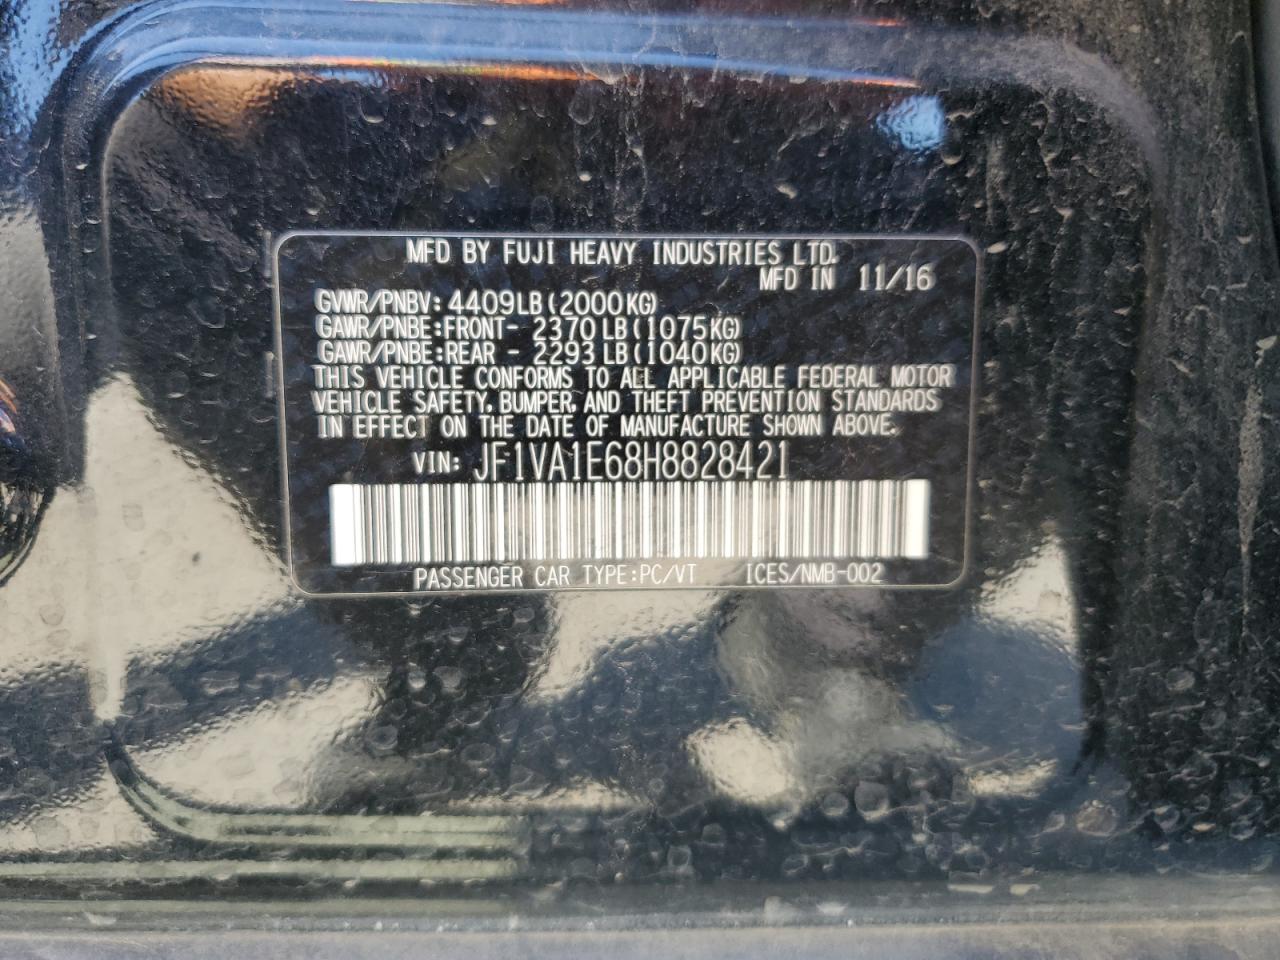 MFD BY FUJI HEAVY INDUSTRIES LTD.
MFD IN 11/16
GVWR/PNBV: 4409LB(2000KG)
GAWR/PNBE:FRONT- 2370LB(1075KG)
GAWR/PNBE:REAR - 2293LB(1040KG)
THIS VEHICLE CONFORMS TO ALL APPLICABLE FEDERAL MOTOR
VEHICLE SAFETY, BUMPER, AND THEFT PREVENTION STANDARDS
IN EFFECT ON THE DATE OF MANUFACTURE SHOWN ABOVE.
VIN: JF1VA1E68H8828421
PASSENGER CAR TYPE:PC/VT ICES/NMB-002